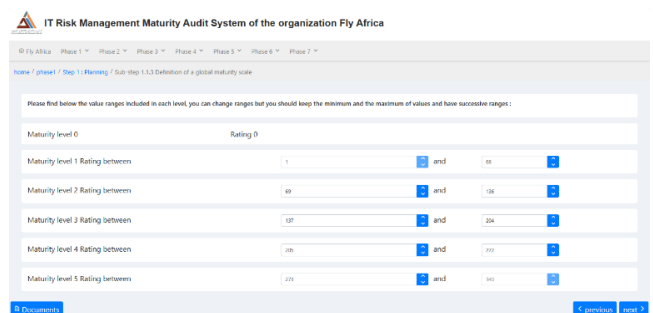 IT Risk Management Maturity Audit System of the organization Fly Africa
Fly Africa Phase 1 Phase 2 Phase 3 Phase 4 Phase 5 Phase 6 Phase 7
home / phase1 / Step 1 : Planning / Sub-step 1.1.3 Definition of a global maturity scale
Please find below the value ranges included in each level, you can change ranges but you should keep the minimum and the maximum of values and have successive ranges :
Maturity level 0 Rating 0
Maturity level 1 Rating between 1 and
Maturity level 2 Rating between 69 and 136
Maturity level 3 Rating between 137 and 204
Maturity level 4 Rating between 205 and
Maturity level 5 Rating between 273 and
Documents < previous next >